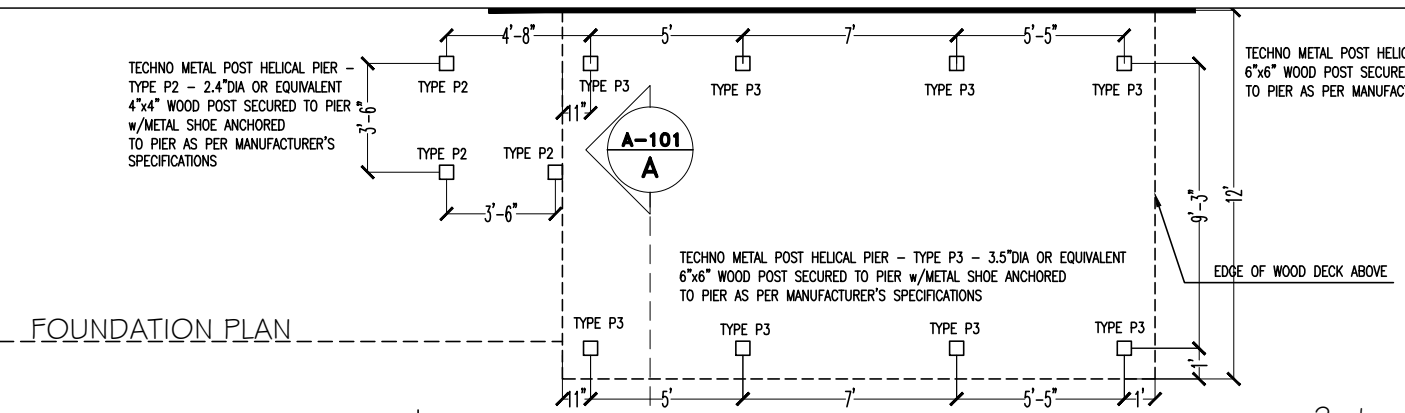 4'-8"
5'
7'
5'-5"
TECHNO METAL POST HELICAL PIER –
TYPE P2 – 2.4"DIA OR EQUIVALENT
4"x4" WOOD POST SECURED TO PIER
w/METAL SHOE ANCHORED
TO PIER AS PER MANUFACTURER'S
SPECIFICATIONS
3'-6"
TYPE P2
TYPE P3
TYPE P3
TYPE P3
TYPE P3
TECHNO METAL POST
6"x6" WOOD POST
TO PIER AS PER
11"
A-101
A
TYPE P2
TYPE P2
3'-6"
9'-3"
12'
TECHNO METAL POST HELICAL PIER – TYPE P3 – 3.5"DIA OR EQUIVALENT
6"x6" WOOD POST SECURED TO PIER w/METAL SHOE ANCHORED
TO PIER AS PER MANUFACTURER'S SPECIFICATIONS
EDGE OF WOOD DECK ABOVE
FOUNDATION PLAN
TYPE P3
TYPE P3
TYPE P3
TYPE P3
1'
11"
5'
7'
5'-5"
1'